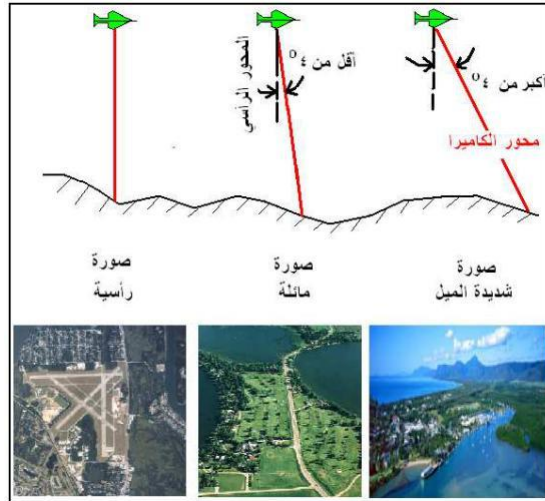 المحور الرأسي
أقل من ٤°
أكبر من ٤°
محور الكاميرا
صورة
رأسية
صورة
مائلة
صورة
شديدة الميل